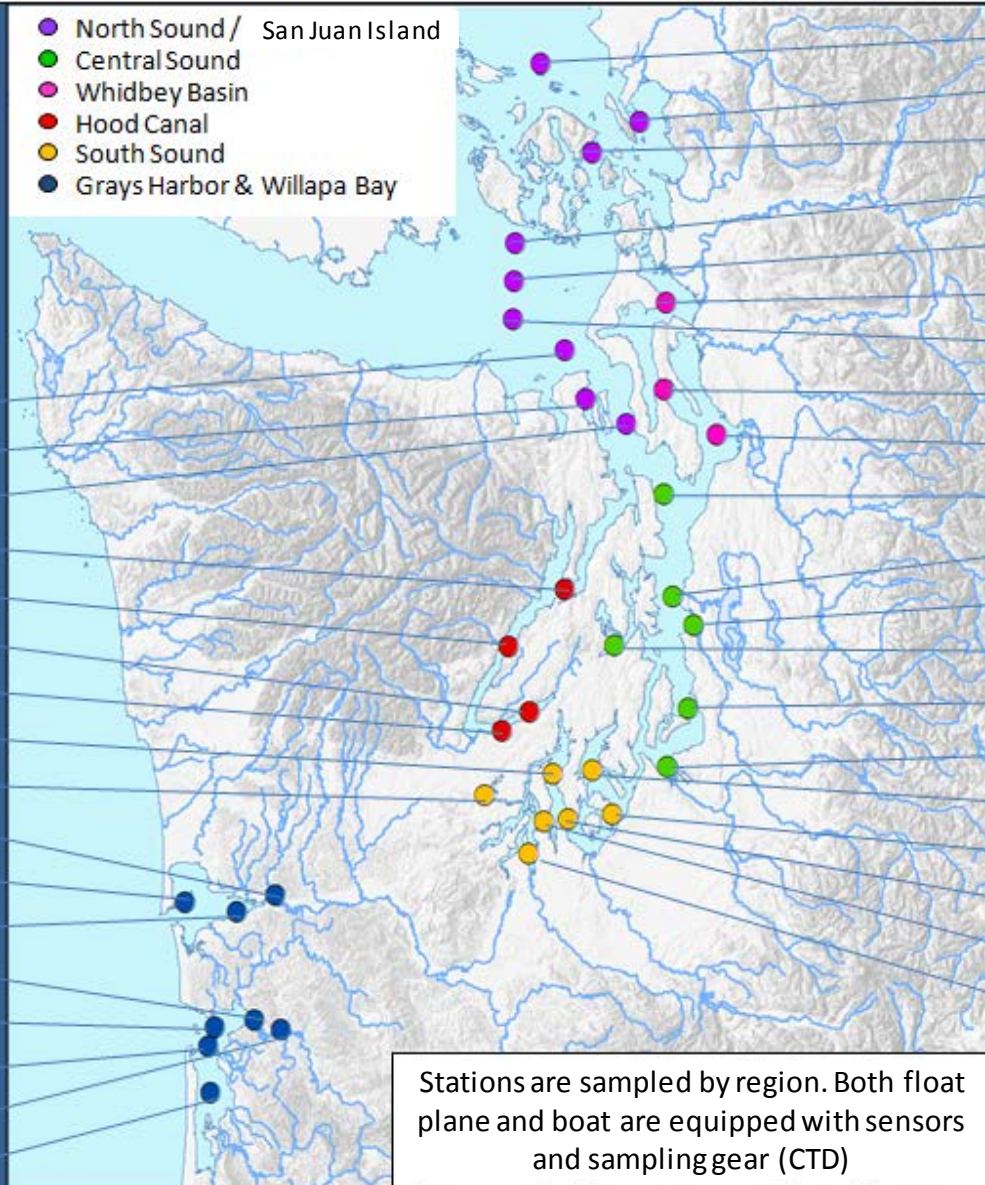 North Sound / San Juan Island
Central Sound
Whidbey Basin
Hood Canal
South Sound
Grays Harbor & Willapa Bay
Stations are sampled by region. Both float
plane and boat are equipped with sensors
and sampling gear (CTD)